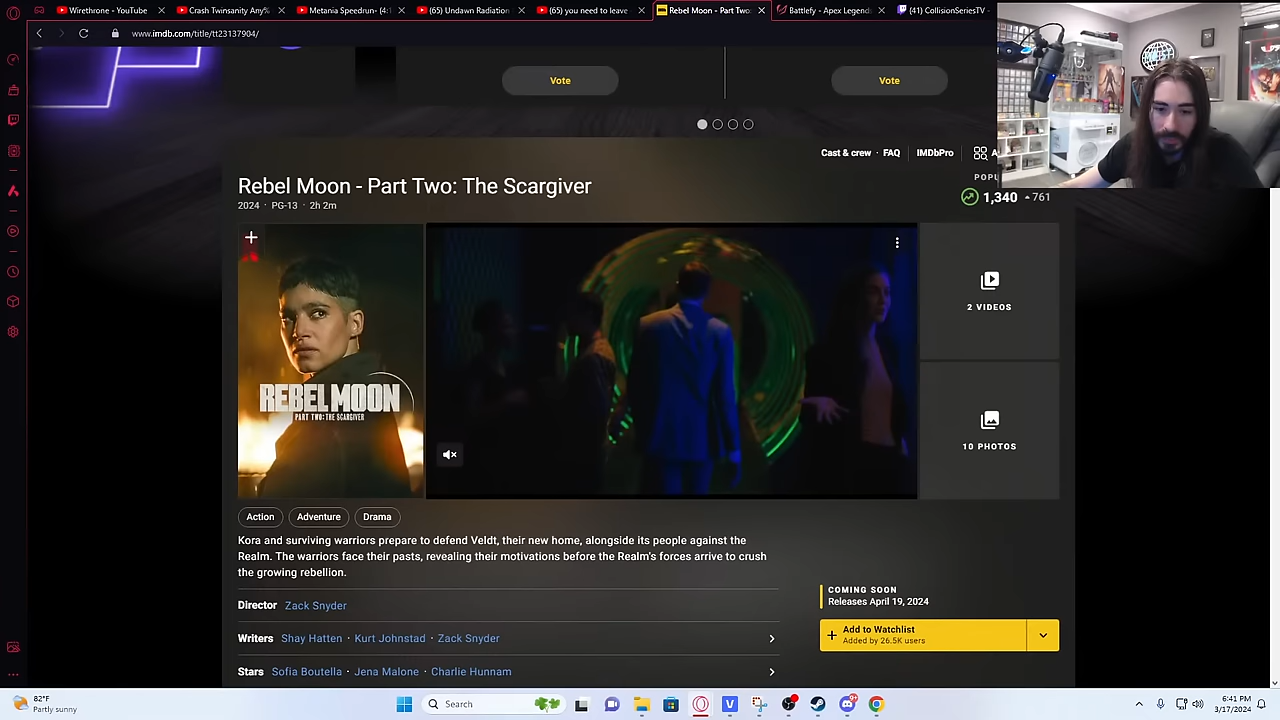 Wirethrone - YouTube
Crash Twinsanity Any%
Metania Speedrun- (4
(65) Undawn Radiation
(65) you need to leave
Rebel Moon - Part Two:
Battlefy - Apex Legends
(41) CollisionSeriesTV -
www.imdb.com/title/tt23137904/
Vote
Vote
Cast & crew · FAQ
IMDbPro
POPU
1,340
761
Rebel Moon - Part Two: The Scargiver
2024 · PG-13 · 2h 2m
REBEL MOON
PART TWO: THE SCARGIVER
2 VIDEOS
10 PHOTOS
Action
Adventure
Drama
Kora and surviving warriors prepare to defend Veldt, their new home, alongside its people against the
Realm. The warriors face their pasts, revealing their motivations before the Realm's forces arrive to crush
the growing rebellion.
Director Zack Snyder
Writers Shay Hatten · Kurt Johnstad · Zack Snyder
Stars Sofia Boutella · Jena Malone · Charlie Hunnam
COMING SOON
Releases April 19, 2024
Add to Watchlist
Added by 26.5K users
82°F
Partly sunny
Search
6:41 PM
3/17/2024